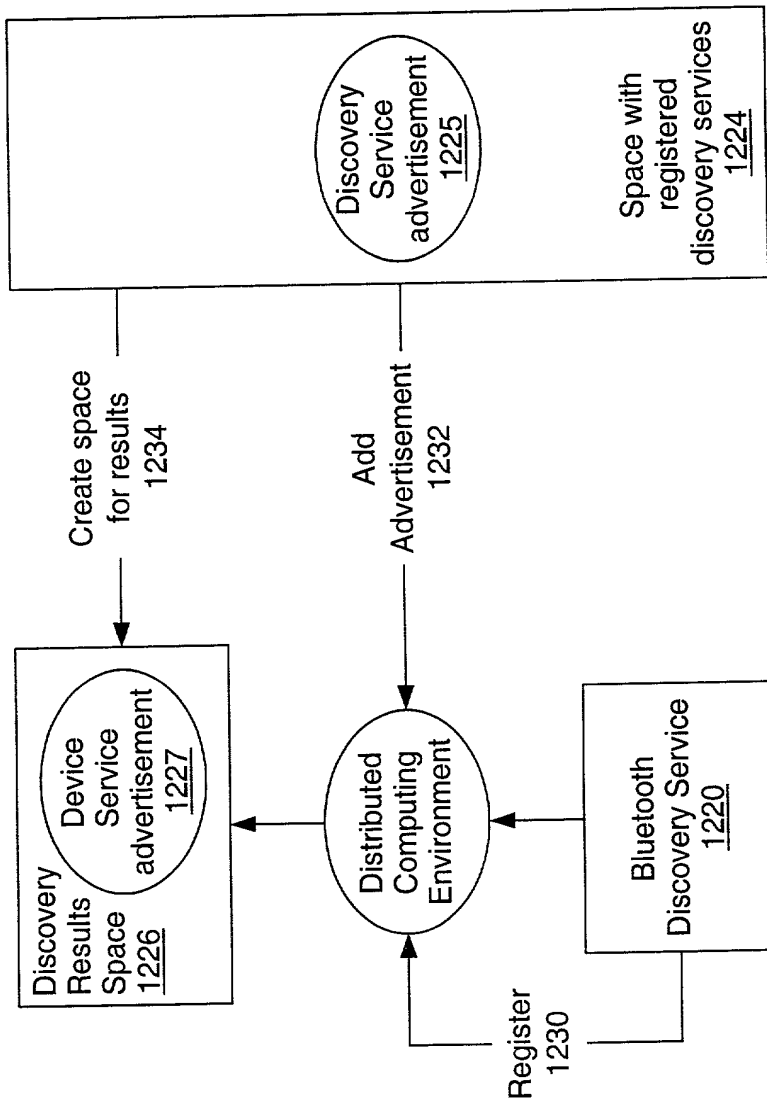 Discovery
Results
Space
1226
Device
Service
advertisement
1227
Create space
for results
1234
Discovery
Service
advertisement
1225
Space with
registered
discovery services
1224
Distributed
Computing
Environment
Add
Advertisement
1232
Register
1230
Bluetooth
Discovery Service
1220